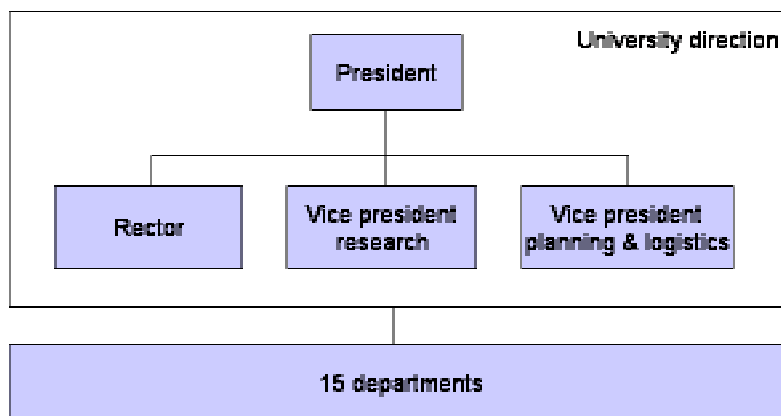 University direction
President
Rector
Vice president
research
Vice president
planning & logistics
15 departments